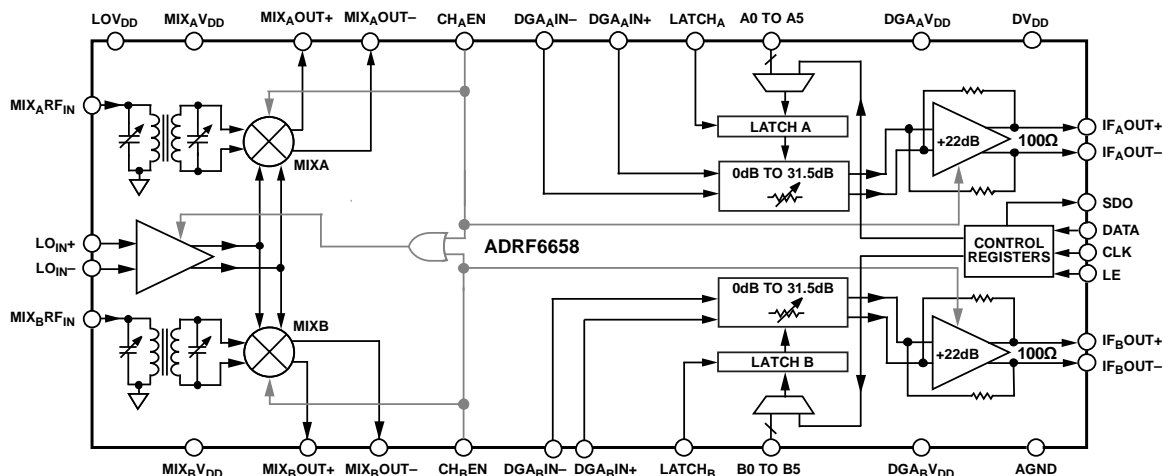 LOVDD MIXAVDD MIXAOUT+ MIXAOUT– CHAEN DGAAIN– DGAAIN+ LATCHA A0 TO A5 DGAAVDD DVDD
MIXARFIN
MIXA
LATCH A
0dB TO 31.5dB
+22dB
100Ω
IFAOUT+
IFAOUT–
SDO
DATA
CLK
LE
CONTROL
REGISTERS
LOIN+
LOIN–
ADRF6658
MIXBRFIN
MIXB
0dB TO 31.5dB
LATCH B
+22dB
100Ω
IFBOUT+
IFBOUT–
MIXBVDD MIXBOUT+ MIXBOUT– CHBEN DGABIN– DGABIN+ LATCHB B0 TO B5 DGABVDD AGND